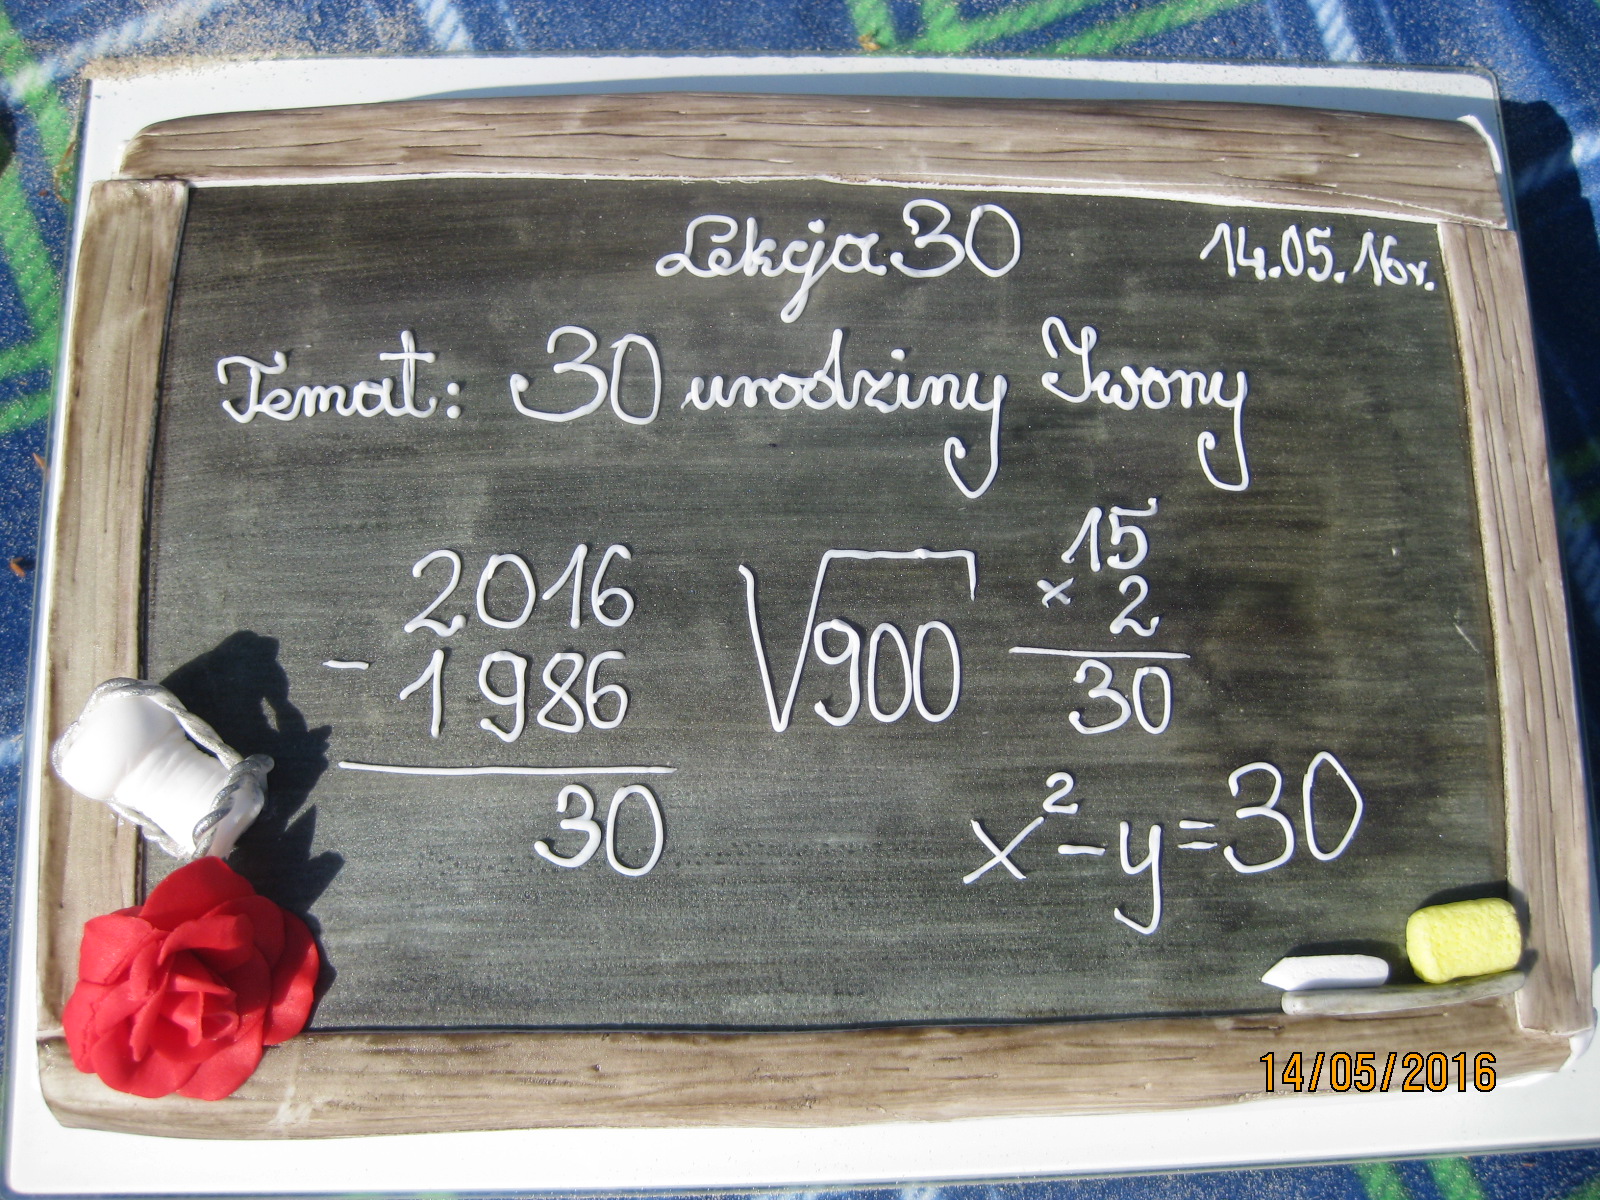 Lekcja 30
14.05.16r.
Temat: 30 urodziny Iwony
2016
- 1986
30
√900
15
x 2
30
x²-y=30
14/05/2016